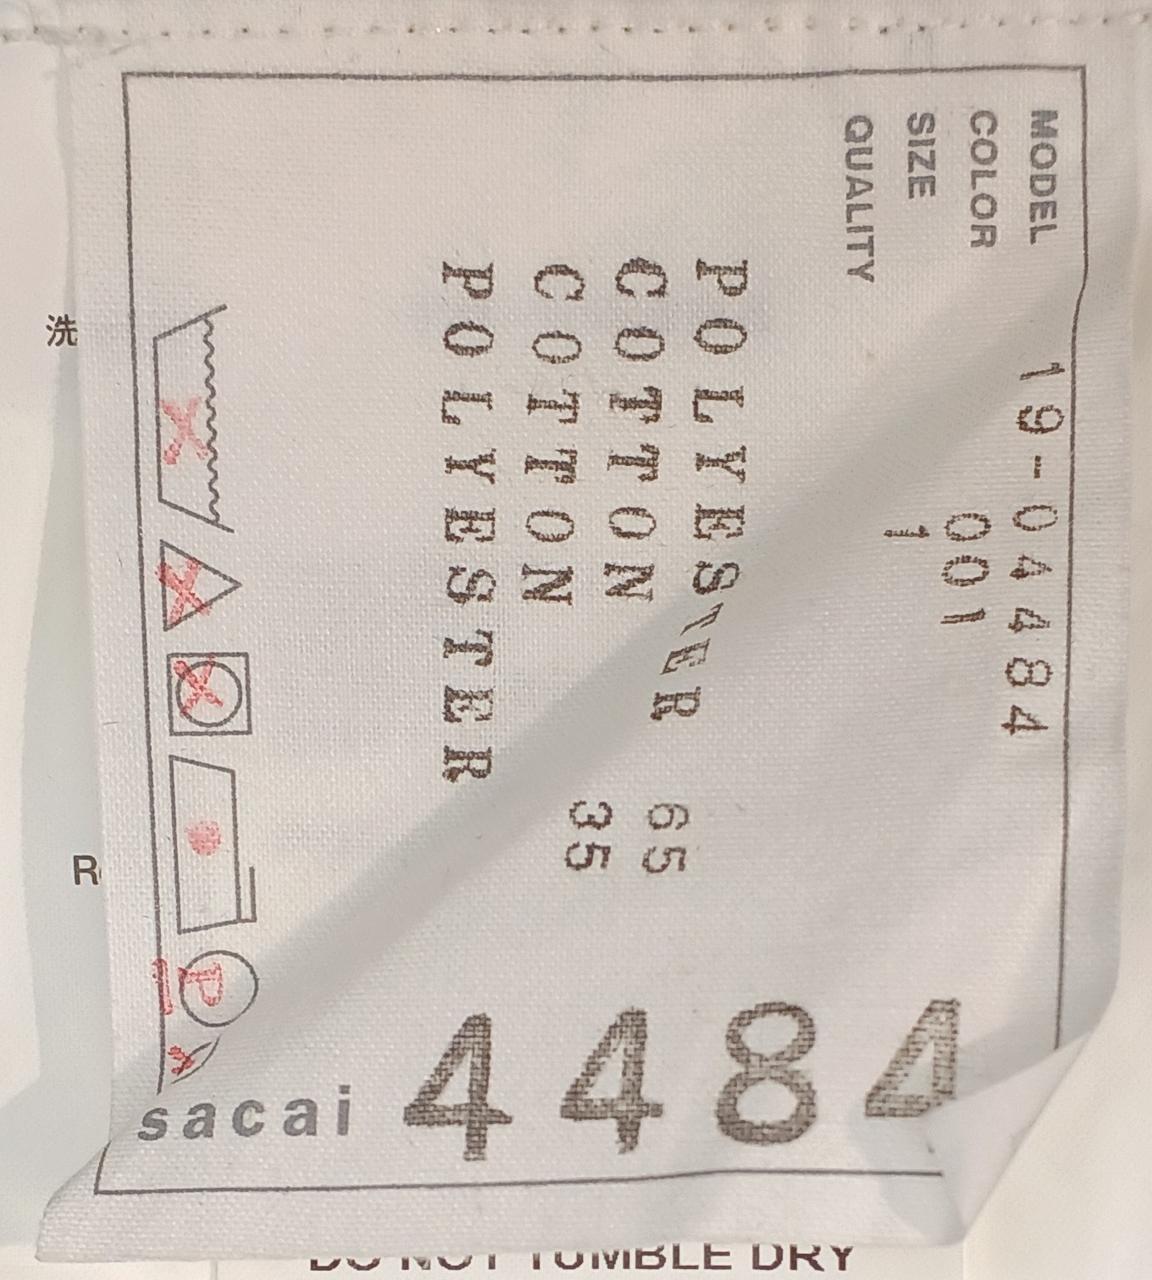 MODEL 19-04484
COLOR 001
SIZE 1
QUALITY
POLYESTER 65
COTTON 35
COTTON
POLYESTER
P
sacai 4484
洗
DO NOT TUMBLE DRY